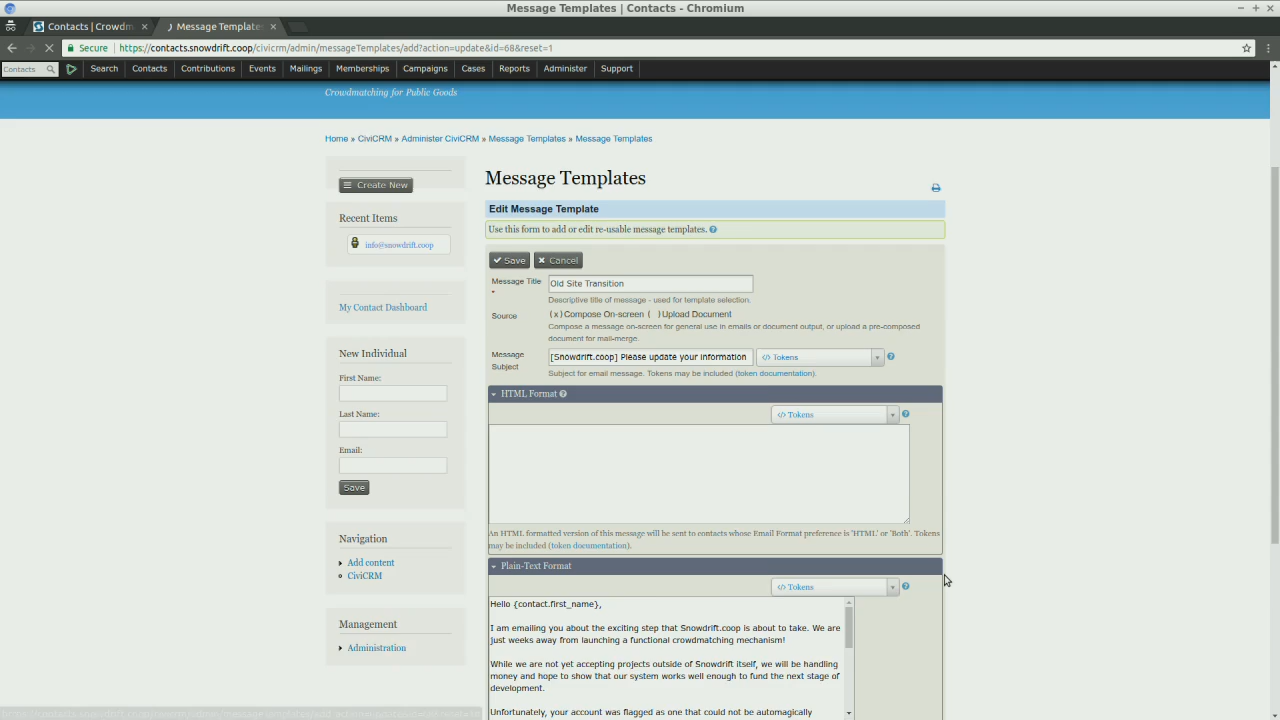 Message Templates | Contacts - Chromium
Contacts | Crowdm
Message Template
Secure https://contacts.snowdrift.coop/civicrm/admin/messageTemplates/add?action=update&id=68&reset=1
Contacts Search Contacts Contributions Events Mailings Memberships Campaigns Cases Reports Administer Support
Crowdmatching for Public Goods
Home » CiviCRM » Administer CiviCRM » Message Templates » Message Templates
Create New
Recent Items
info@snowdrift.coop
My Contact Dashboard
New Individual
First Name:
Last Name:
Email:
Save
Navigation
Add content
CiviCRM
Management
Administration
Message Templates
Edit Message Template
Use this form to add or edit re-usable message templates.
Save Cancel
Message Title * Old Site Transition
Descriptive title of message - used for template selection.
Source (x)Compose On-screen ( )Upload Document
Compose a message on-screen for general use in emails or document output, or upload a pre-composed
document for mail-merge.
Message Subject [Snowdrift.coop] Please update your information </> Tokens
Subject for email message. Tokens may be included (token documentation).
HTML Format
</> Tokens
An HTML formatted version of this message will be sent to contacts whose Email Format preference is 'HTML' or 'Both'. Tokens
may be included (token documentation).
Plain-Text Format
</> Tokens
Hello {contact.first_name},
I am emailing you about the exciting step that Snowdrift.coop is about to take. We are
just weeks away from launching a functional crowdmatching mechanism!
While we are not yet accepting projects outside of Snowdrift itself, we will be handling
money and hope to show that our system works well enough to fund the next stage of
development.
Unfortunately, your account was flagged as one that could not be automagically